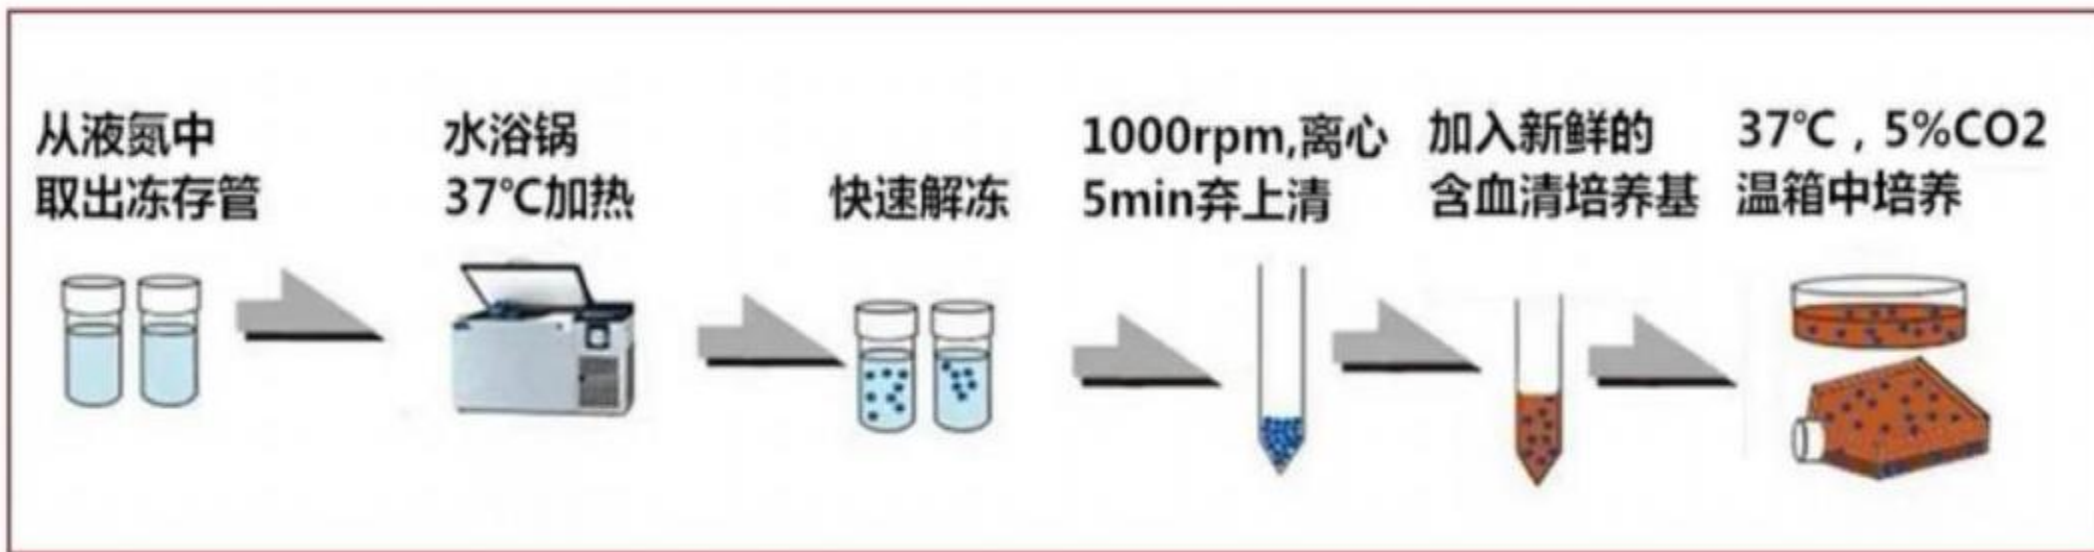 从液氮中
取出冻存管
水浴锅
37℃加热
快速解冻
1000rpm,离心
5min弃上清
加入新鲜的
含血清培养基
37℃，5%CO2
温箱中培养